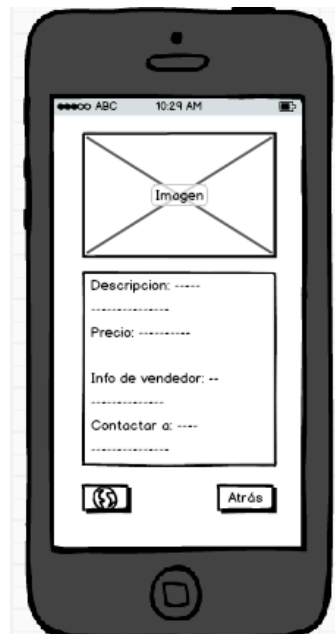 ABC 10:29 AM
Imagen
Descripcion: -----
---------------
Precio: ----------
Info de vendedor: --
--------------
Contactar a: ----
---------------
Atrás